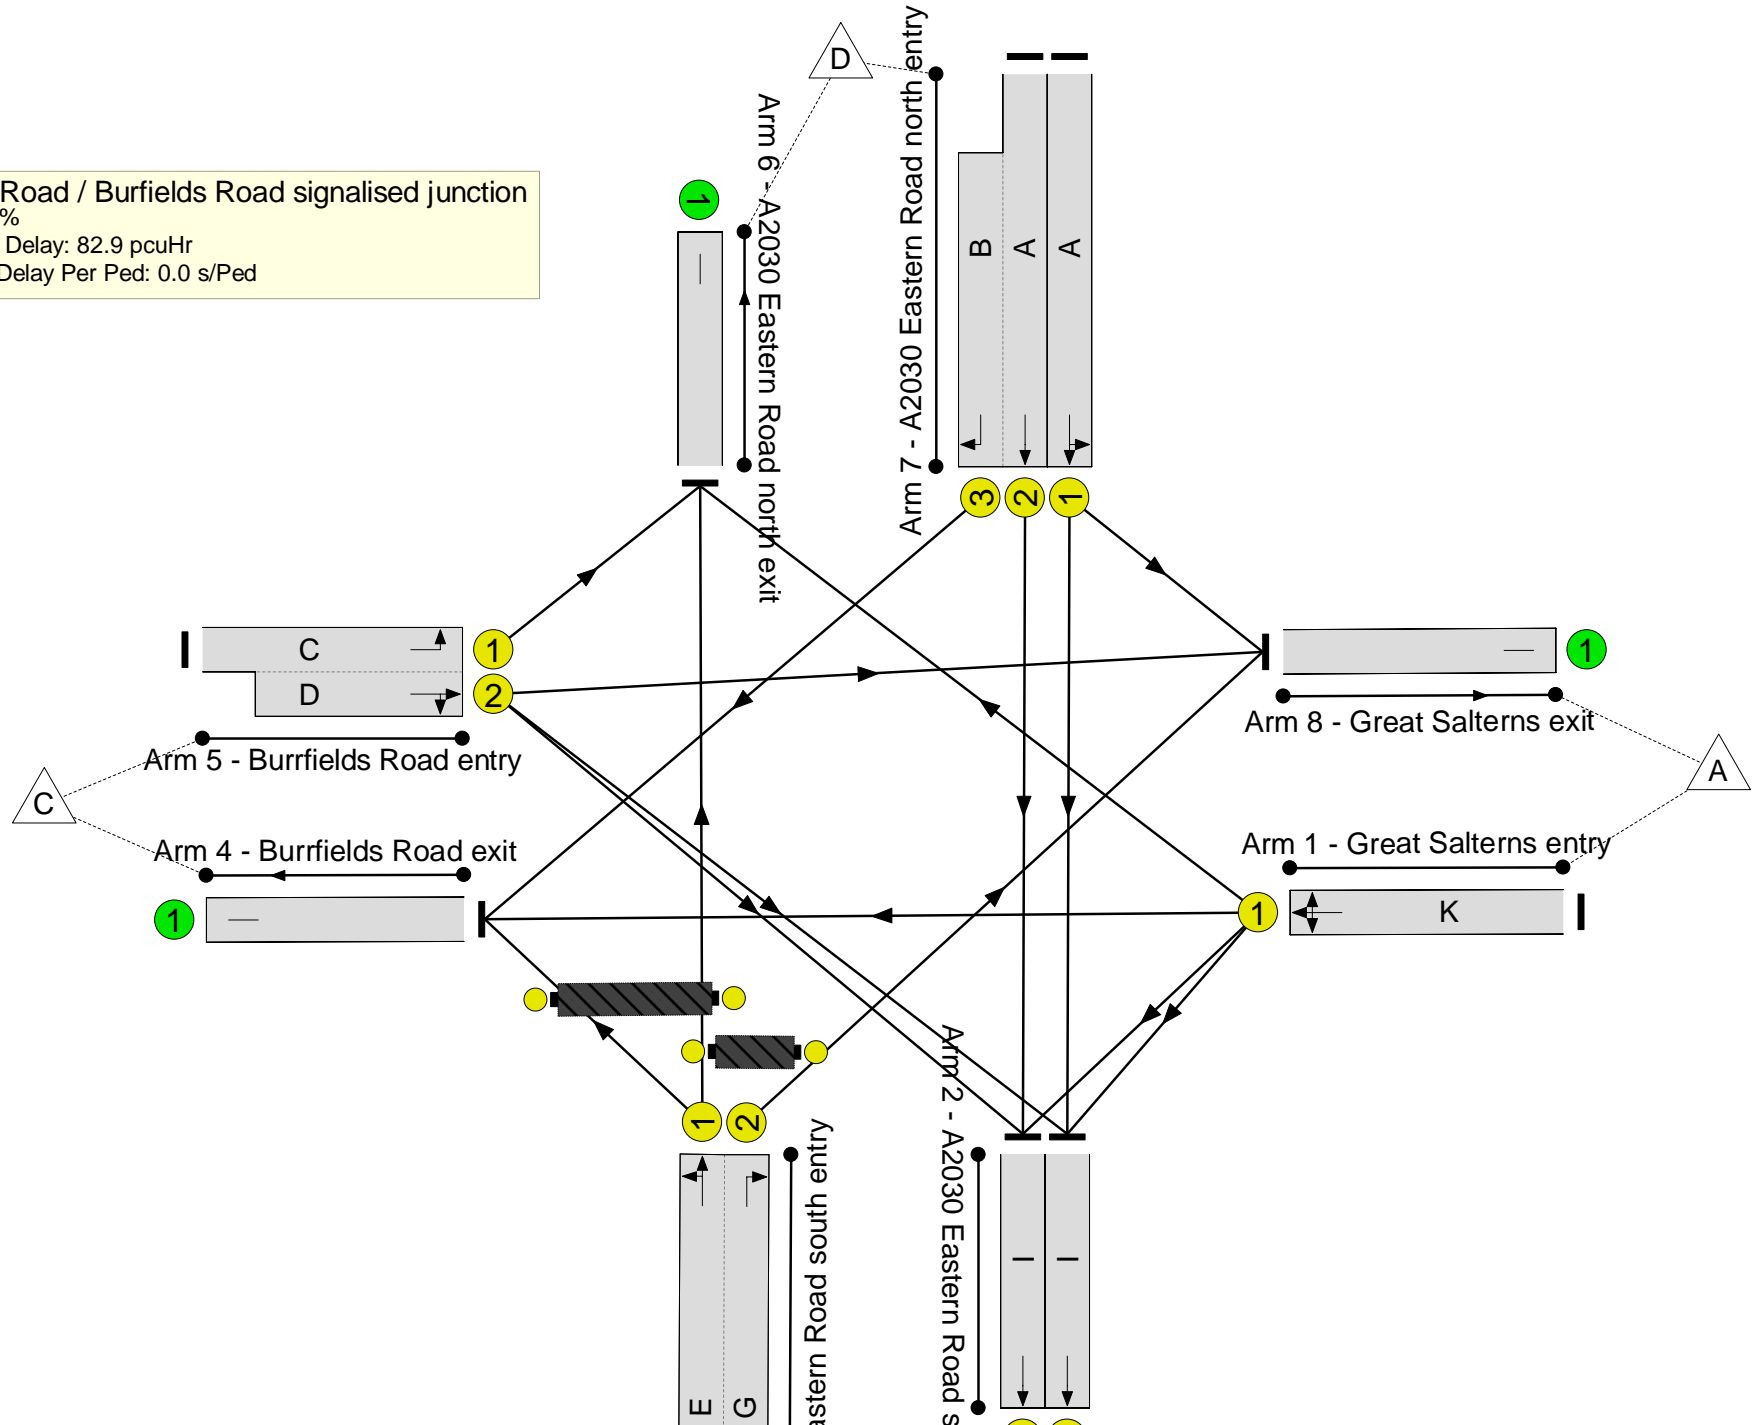 D
Arm 7 - A2030 Eastern Road north entry
Arm 6 - A2030 Eastern Road north exit
Road / Burfields Road signalised junction
%
Delay: 82.9 pcuHr
Delay Per Ped: 0.0 s/Ped
1
B
A
A
3
2
1
C
D
1
2
Arm 5 - Burrfields Road entry
C
Arm 4 - Burrfields Road exit
1
1
Arm 8 - Great Salterns exit
A
Arm 1 - Great Salterns entry
1
K
1
2
E
G
astern Road south entry
Arm 2 - A2030 Eastern Road s
I
I